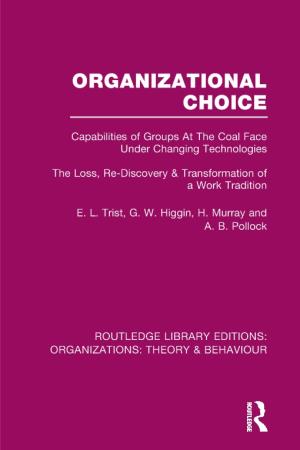 ORGANIZATIONAL
CHOICE
Capabilities of Groups At The Coal Face
Under Changing Technologies
The Loss, Re-Discovery & Transformation of
a Work Tradition
E. L. Trist, G. W. Higgin, H. Murray and
A. B. Pollock
ROUTLEDGE LIBRARY EDITIONS:
ORGANIZATIONS: THEORY & BEHAVIOUR
ROUTLEDGE